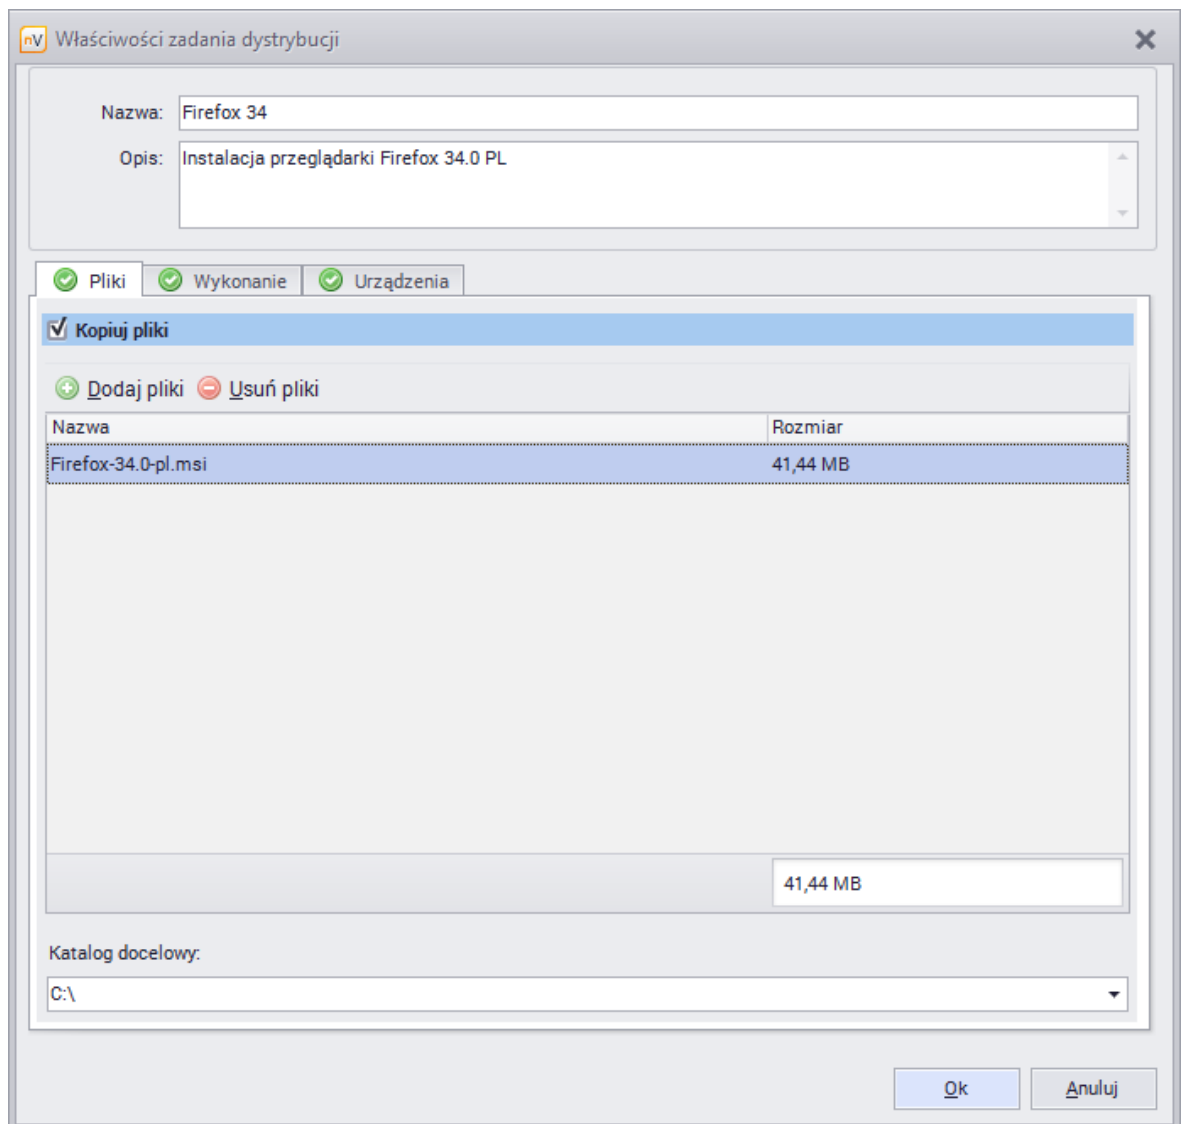 nV Właściwości zadania dystrybucji
Nazwa: Firefox 34
Opis: Instalacja przeglądarki Firefox 34.0 PL
Pliki Wykonanie Urządzenia
Kopiuj pliki
Dodaj pliki Usuń pliki
Nazwa Rozmiar
Firefox-34.0-pl.msi 41,44 MB
41,44 MB
Katalog docelowy:
C:\
Ok Anuluj